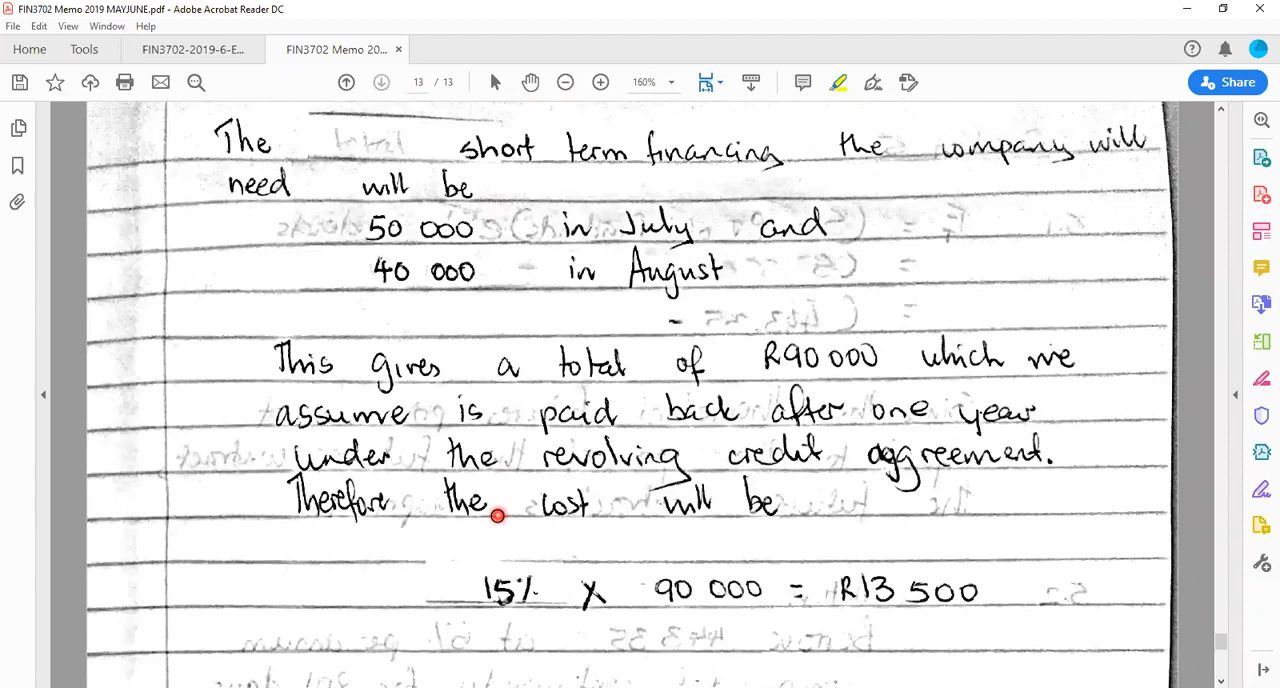 FIN3702 Memo 2019 MAYJUNE.pdf - Adobe Acrobat Reader DC
File Edit View Window Help
Home Tools FIN3702-2019-6-E... FIN3702 Memo 20... ×
13 / 13 160% Share
The short term financing the company will
need will be
50 000 in July and
40 000 in August
This gives a total of R90 000 which we
assume is paid back after one year
under the revolving credit aggreement.
Therefore the cost will be
15% X 90 000 = R13 500